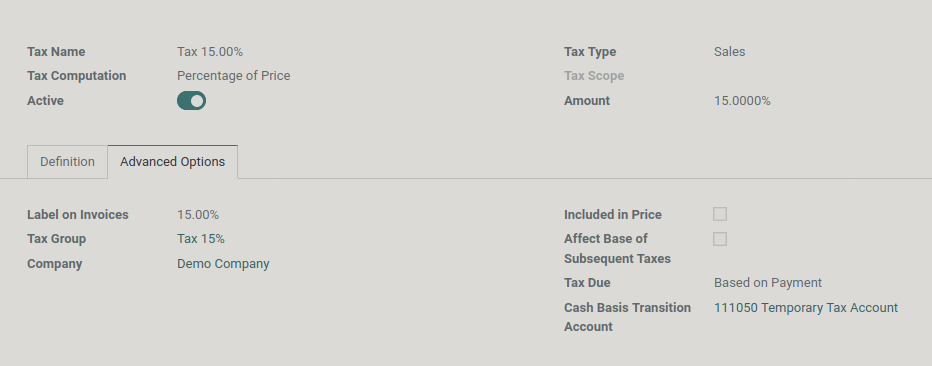 Tax Name Tax 15.00% Tax Type Sales
Tax Computation Percentage of Price Tax Scope
Active Amount 15.0000%
Definition Advanced Options
Label on Invoices 15.00% Included in Price
Tax Group Tax 15% Affect Base of
Subsequent Taxes
Company Demo Company
Tax Due Based on Payment
Cash Basis Transition 111050 Temporary Tax Account
Account